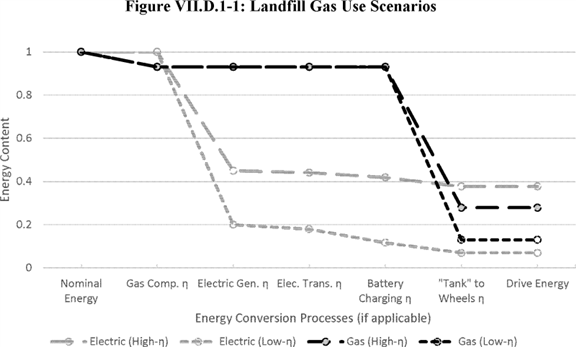 Figure VII.D.1-1: Landfill Gas Use Scenarios
1
0.8
0.6
0.4
0.2
0
Energy Content
Nominal Energy
Gas Comp. η
Electric Gen. η
Elec. Trans. η
Battery Charging η
"Tank" to Wheels η
Drive Energy
Energy Conversion Processes (if applicable)
Electric (High-η) Electric (Low-η) Gas (High-η) Gas (Low-η)